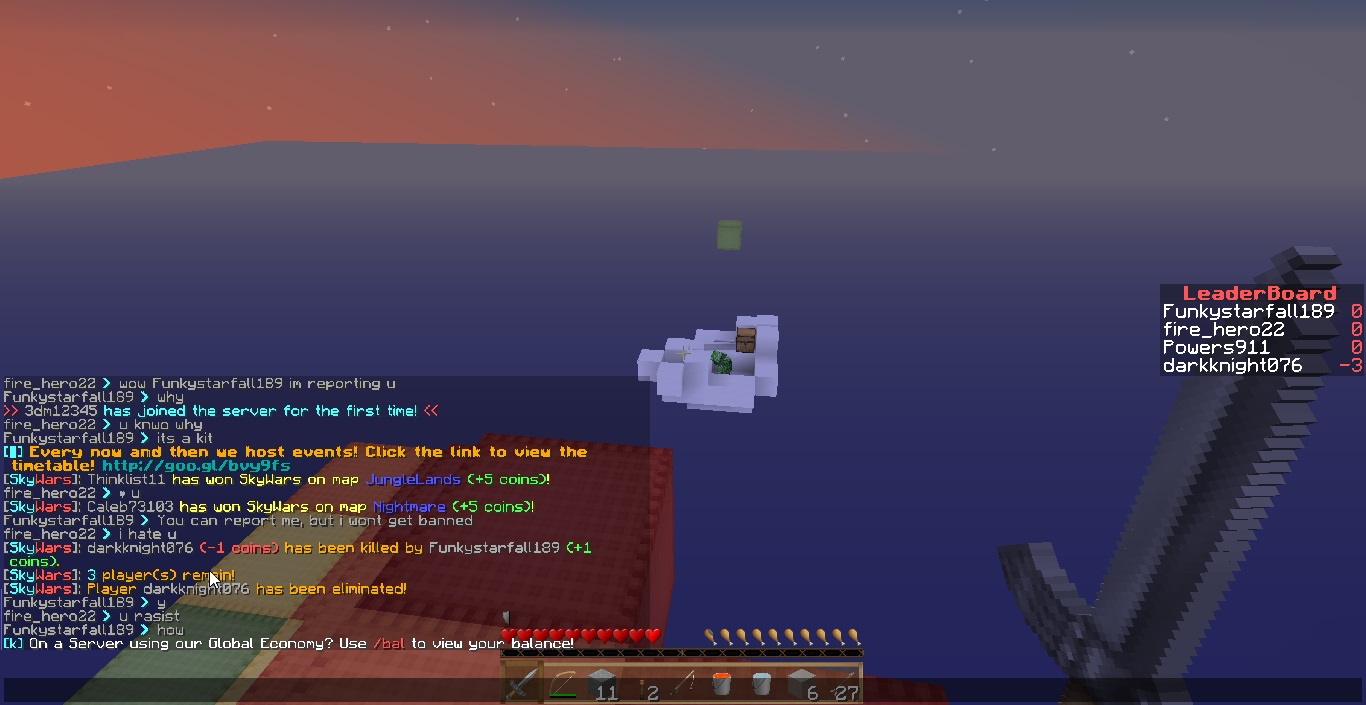 fire_hero22 > wow Funkystarfall189 im reporting u
Funkystarfall189 > why
>> 3dm12345 has joined the server for the first time! <<
fire_hero22 > u knwo why
Funkystarfall189 > its a kit
Every now and then we host events! Click the link to view the
timetable! http://goo.gl/bvy9fs
[SkyWars]: Thinklist11 has won SkyWars on map JungleLands (+5 coins)!
fire_hero22 > ♥ u
[SkyWars]: Caleb73103 has won SkyWars on map Nightmare (+5 coins)!
Funkystarfall189 > You can report me, but i wont get banned
fire_hero22 > i hate u
[SkyWars]: darkknight076 (-1 coins) has been killed by Funkystarfall189 (+1
coins).
[SkyWars]: 3 player(s) remain!
[SkyWars]: Player darkknight076 has been eliminated!
Funkystarfall189 > y
fire_hero22 > u rasist
Funkystarfall189 > how
[k] On a Server using our Global Economy? Use /bal to view your balance!
LeaderBoard
Funkystarfall189 0
fire_hero22 0
Powers911 0
darkknight076 -3
11 2 6 27